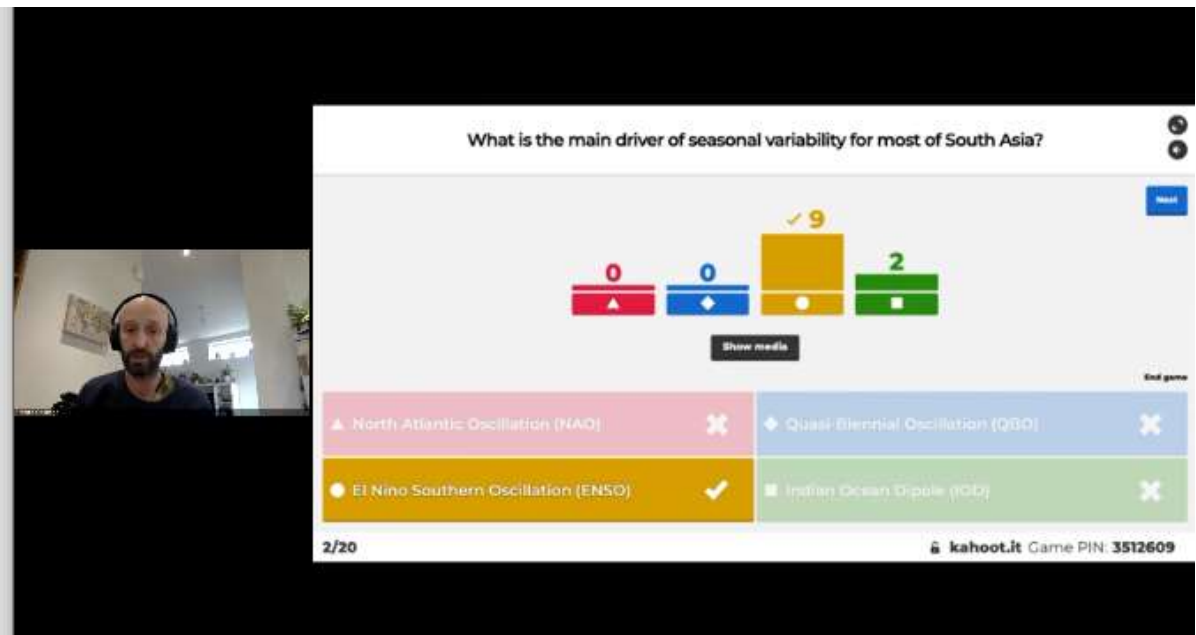 What is the main driver of seasonal variability for most of South Asia?
Next
9
0
0
2
Show media
End game
North Atlantic Oscillation (NAO)
Quasi-Biennial Oscillation (QBO)
El Nino Southern Oscillation (ENSO)
Indian Ocean Dipole (IOD)
2/20
kahoot.it Game PIN: 3512609